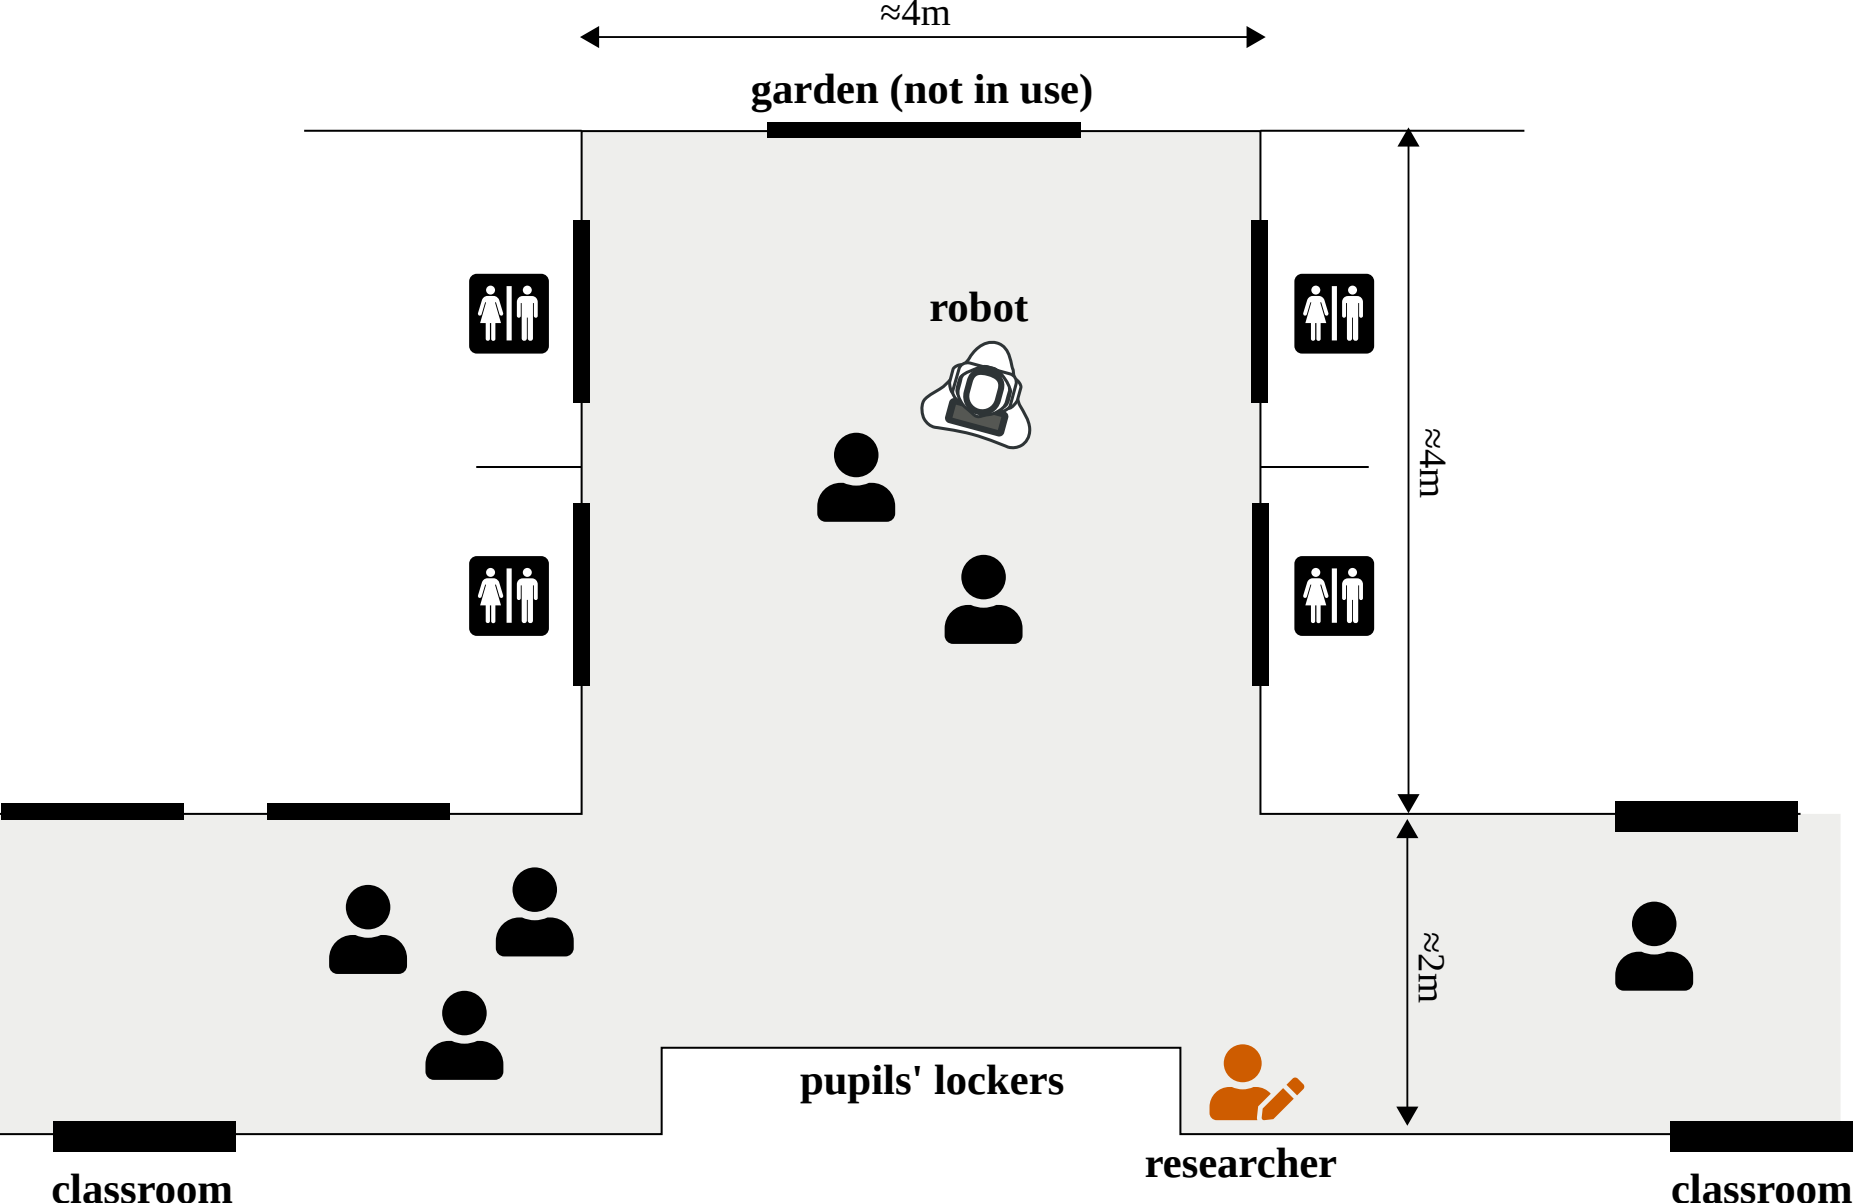 ≈4m
garden (not in use)
robot
≈4m
≈2m
pupils' lockers
researcher
classroom
classroom